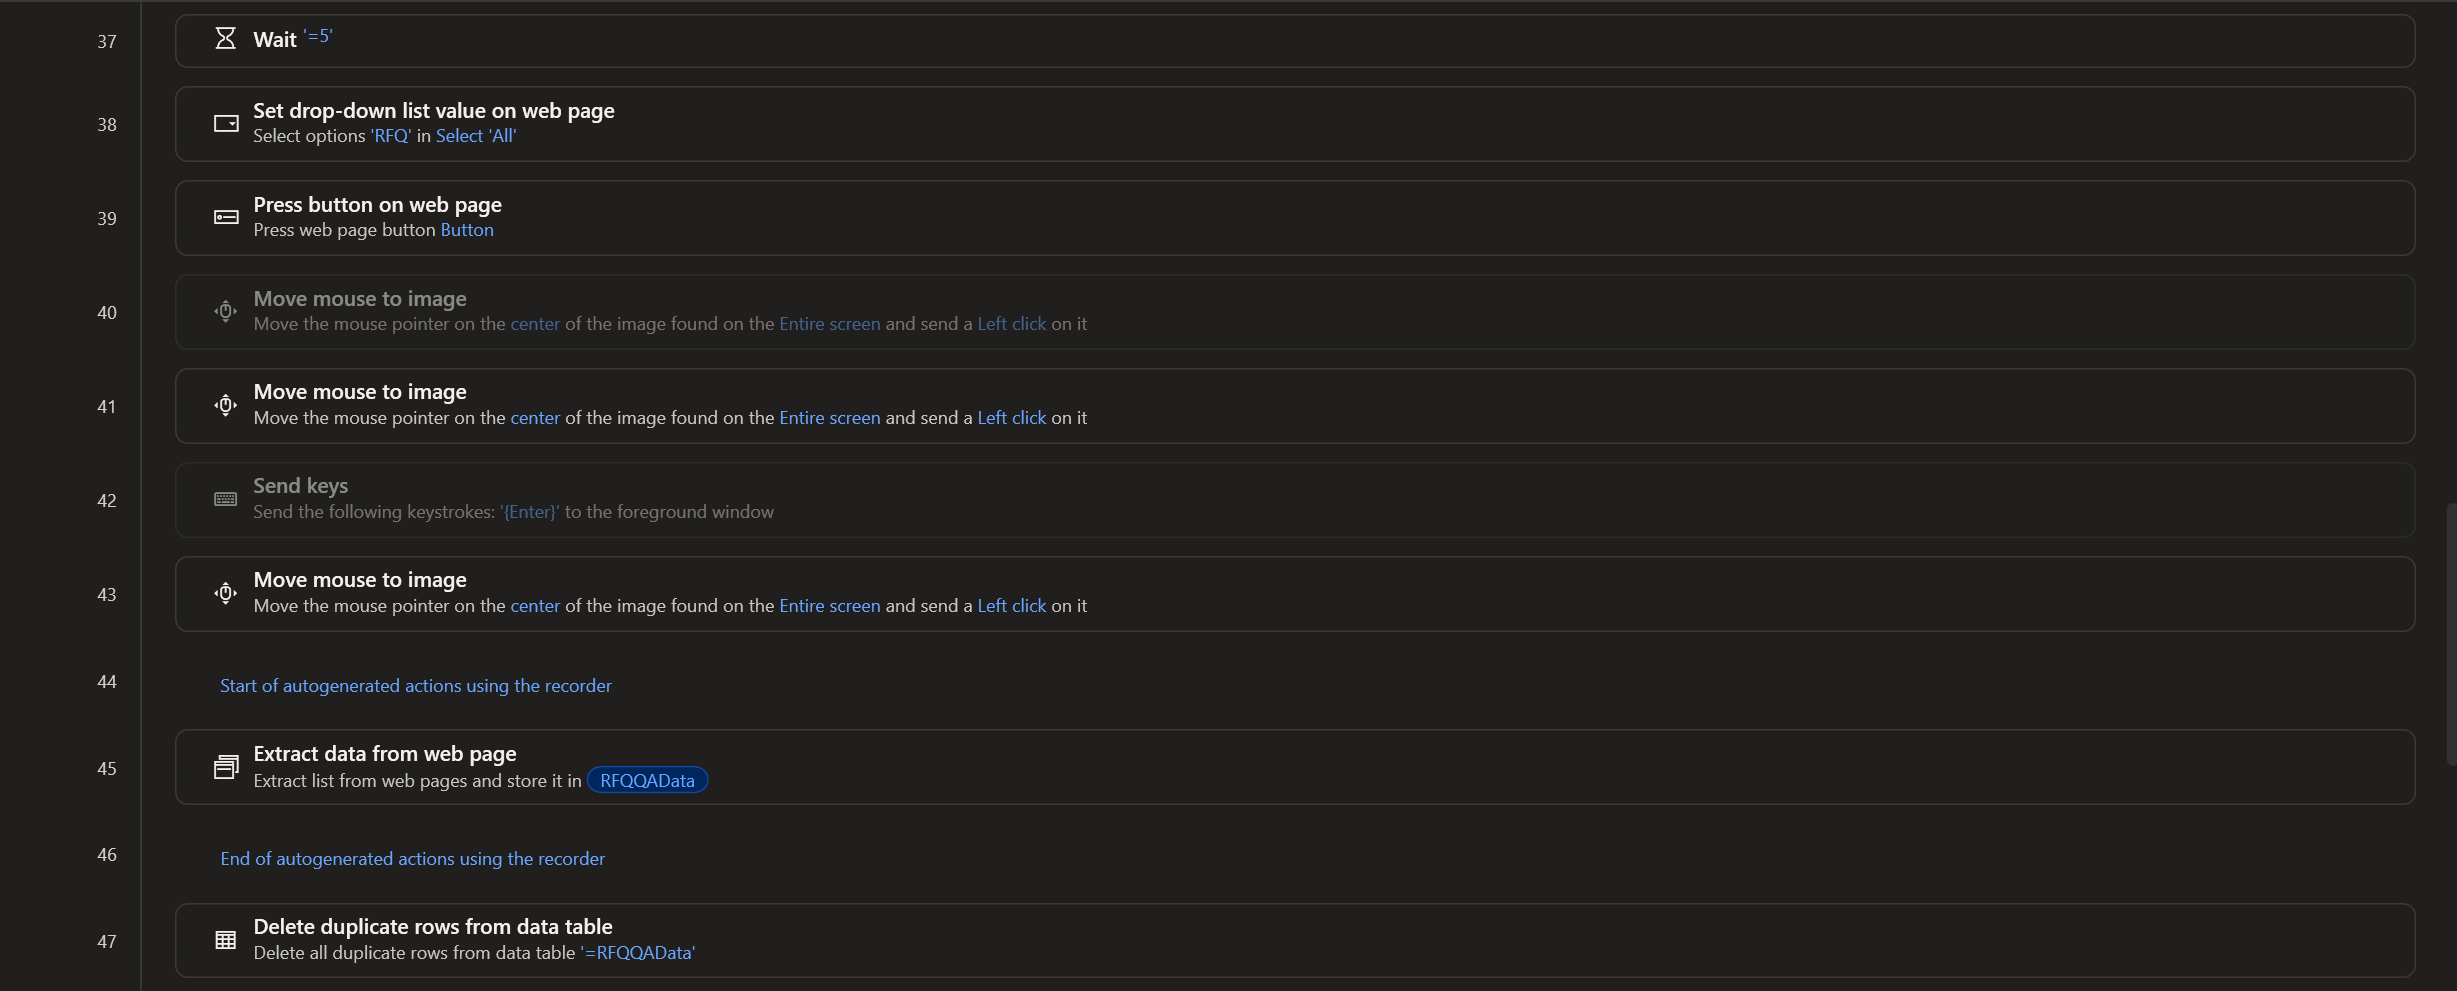 37
Wait '=5'
38
Set drop-down list value on web page
Select options 'RFQ' in Select 'All'
39
Press button on web page
Press web page button Button
40
Move mouse to image
Move the mouse pointer on the center of the image found on the Entire screen and send a Left click on it
41
Move mouse to image
Move the mouse pointer on the center of the image found on the Entire screen and send a Left click on it
42
Send keys
Send the following keystrokes: '{Enter}' to the foreground window
43
Move mouse to image
Move the mouse pointer on the center of the image found on the Entire screen and send a Left click on it
44
Start of autogenerated actions using the recorder
45
Extract data from web page
Extract list from web pages and store it in RFQQAData
46
End of autogenerated actions using the recorder
47
Delete duplicate rows from data table
Delete all duplicate rows from data table '=RFQQAData'